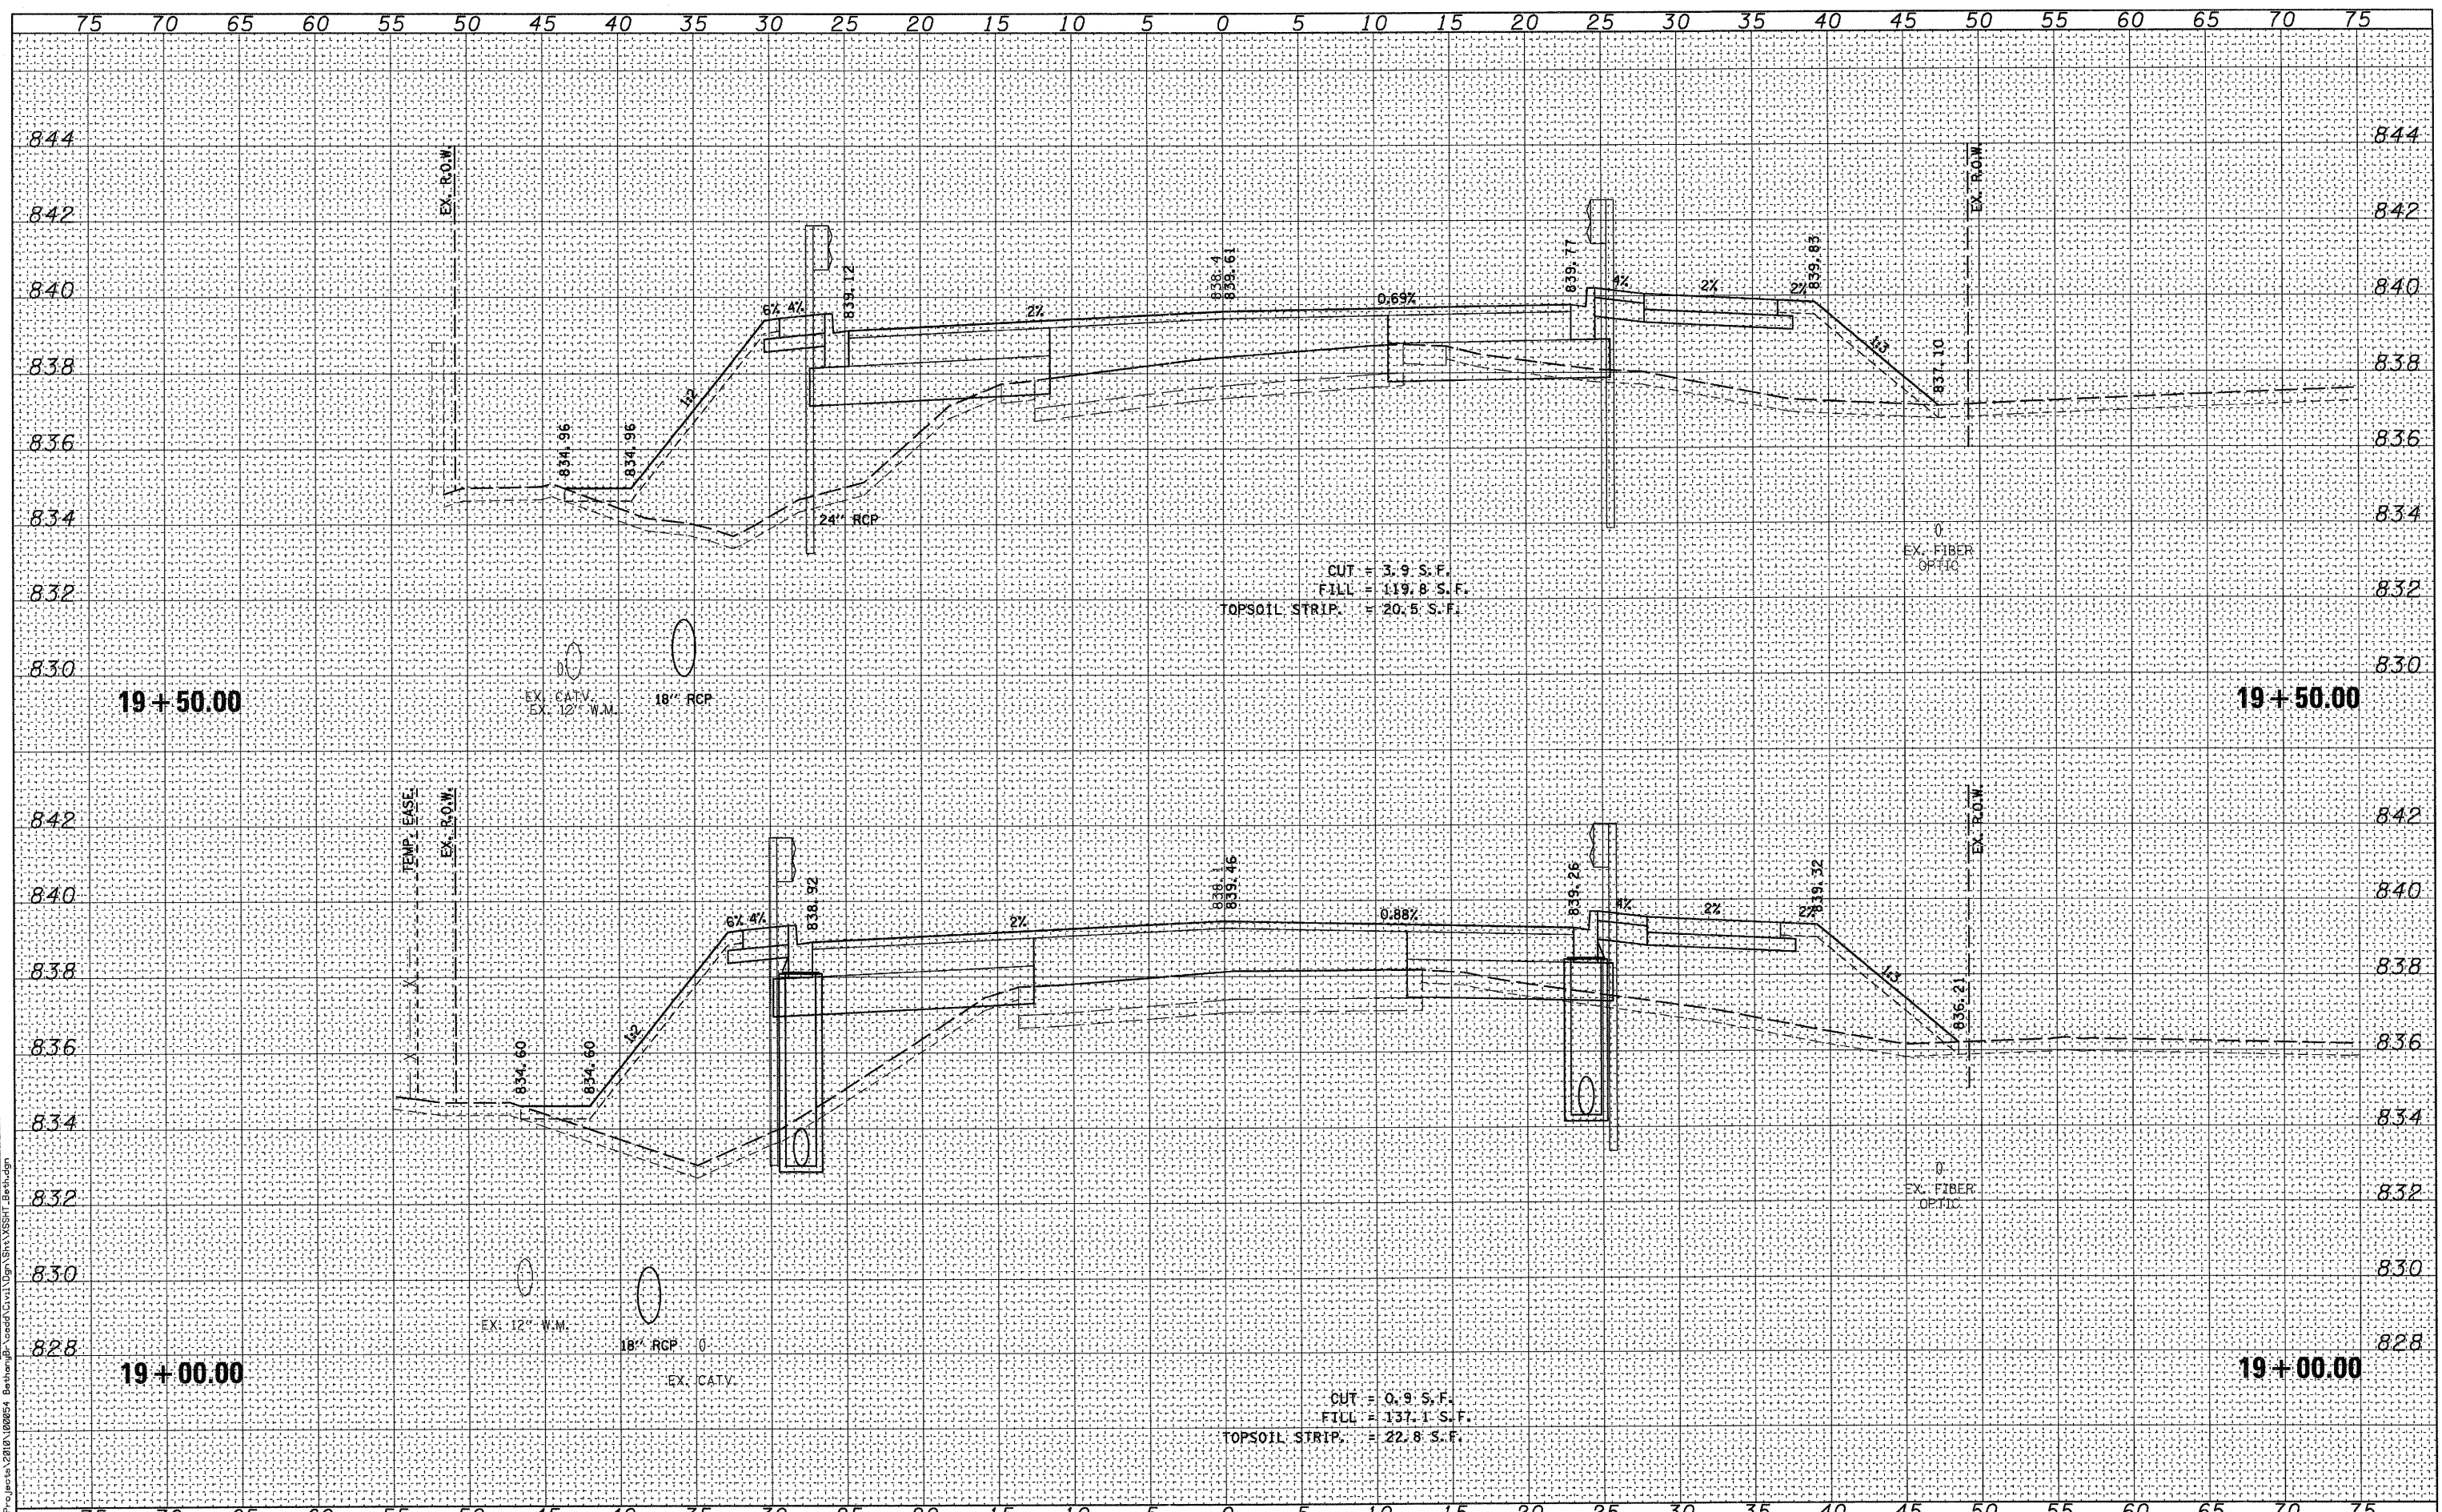 75 70 65 60 55 50 45 40 35 30 25 20 15 10 5 0 5 10 15 20 25 30 35 40 45 50 55 60 65 70 75
844 844
EX. R.O.W. EX. R.O.W.
842 842
839.12 838.4 839.61 839.77 839.83
840 840
6% 4% 2% 0.69% 4% 2% 2%
838 838
1:2 1:3 837.10
836 836
834.96 834.96
834 834
24" RCP
EX. FIBER
OPTIC
CUT = 3.9 S.F.
FILL = 119.8 S.F.
TOPSOIL STRIP. = 20.5 S.F.
832 832
830 830
19+50.00 19+50.00
EX. CATV.
EX. 12" W.M.
18" RCP
TEMP. EASE. EX. R.O.W. EX. R.O.W.
842 842
838.92 838.1 839.46 839.26 839.32
840 840
6% 4% 2% 0.88% 4% 2% 2%
838 838
1:2 1:3 836.21
836 836
834.60 834.60
834 834
832 832
EX. FIBER
OPTIC
830 830
EX. 12" W.M.
18" RCP
828 828
19+00.00 19+00.00
EX. CATV.
CUT = 0.9 S.F.
FILL = 137.1 S.F.
TOPSOIL STRIP. = 22.8 S.F.
75 70 65 60 55 50 45 40 35 30 25 20 15 10 5 0 5 10 15 20 25 30 35 40 45 50 55 60 65 70 75